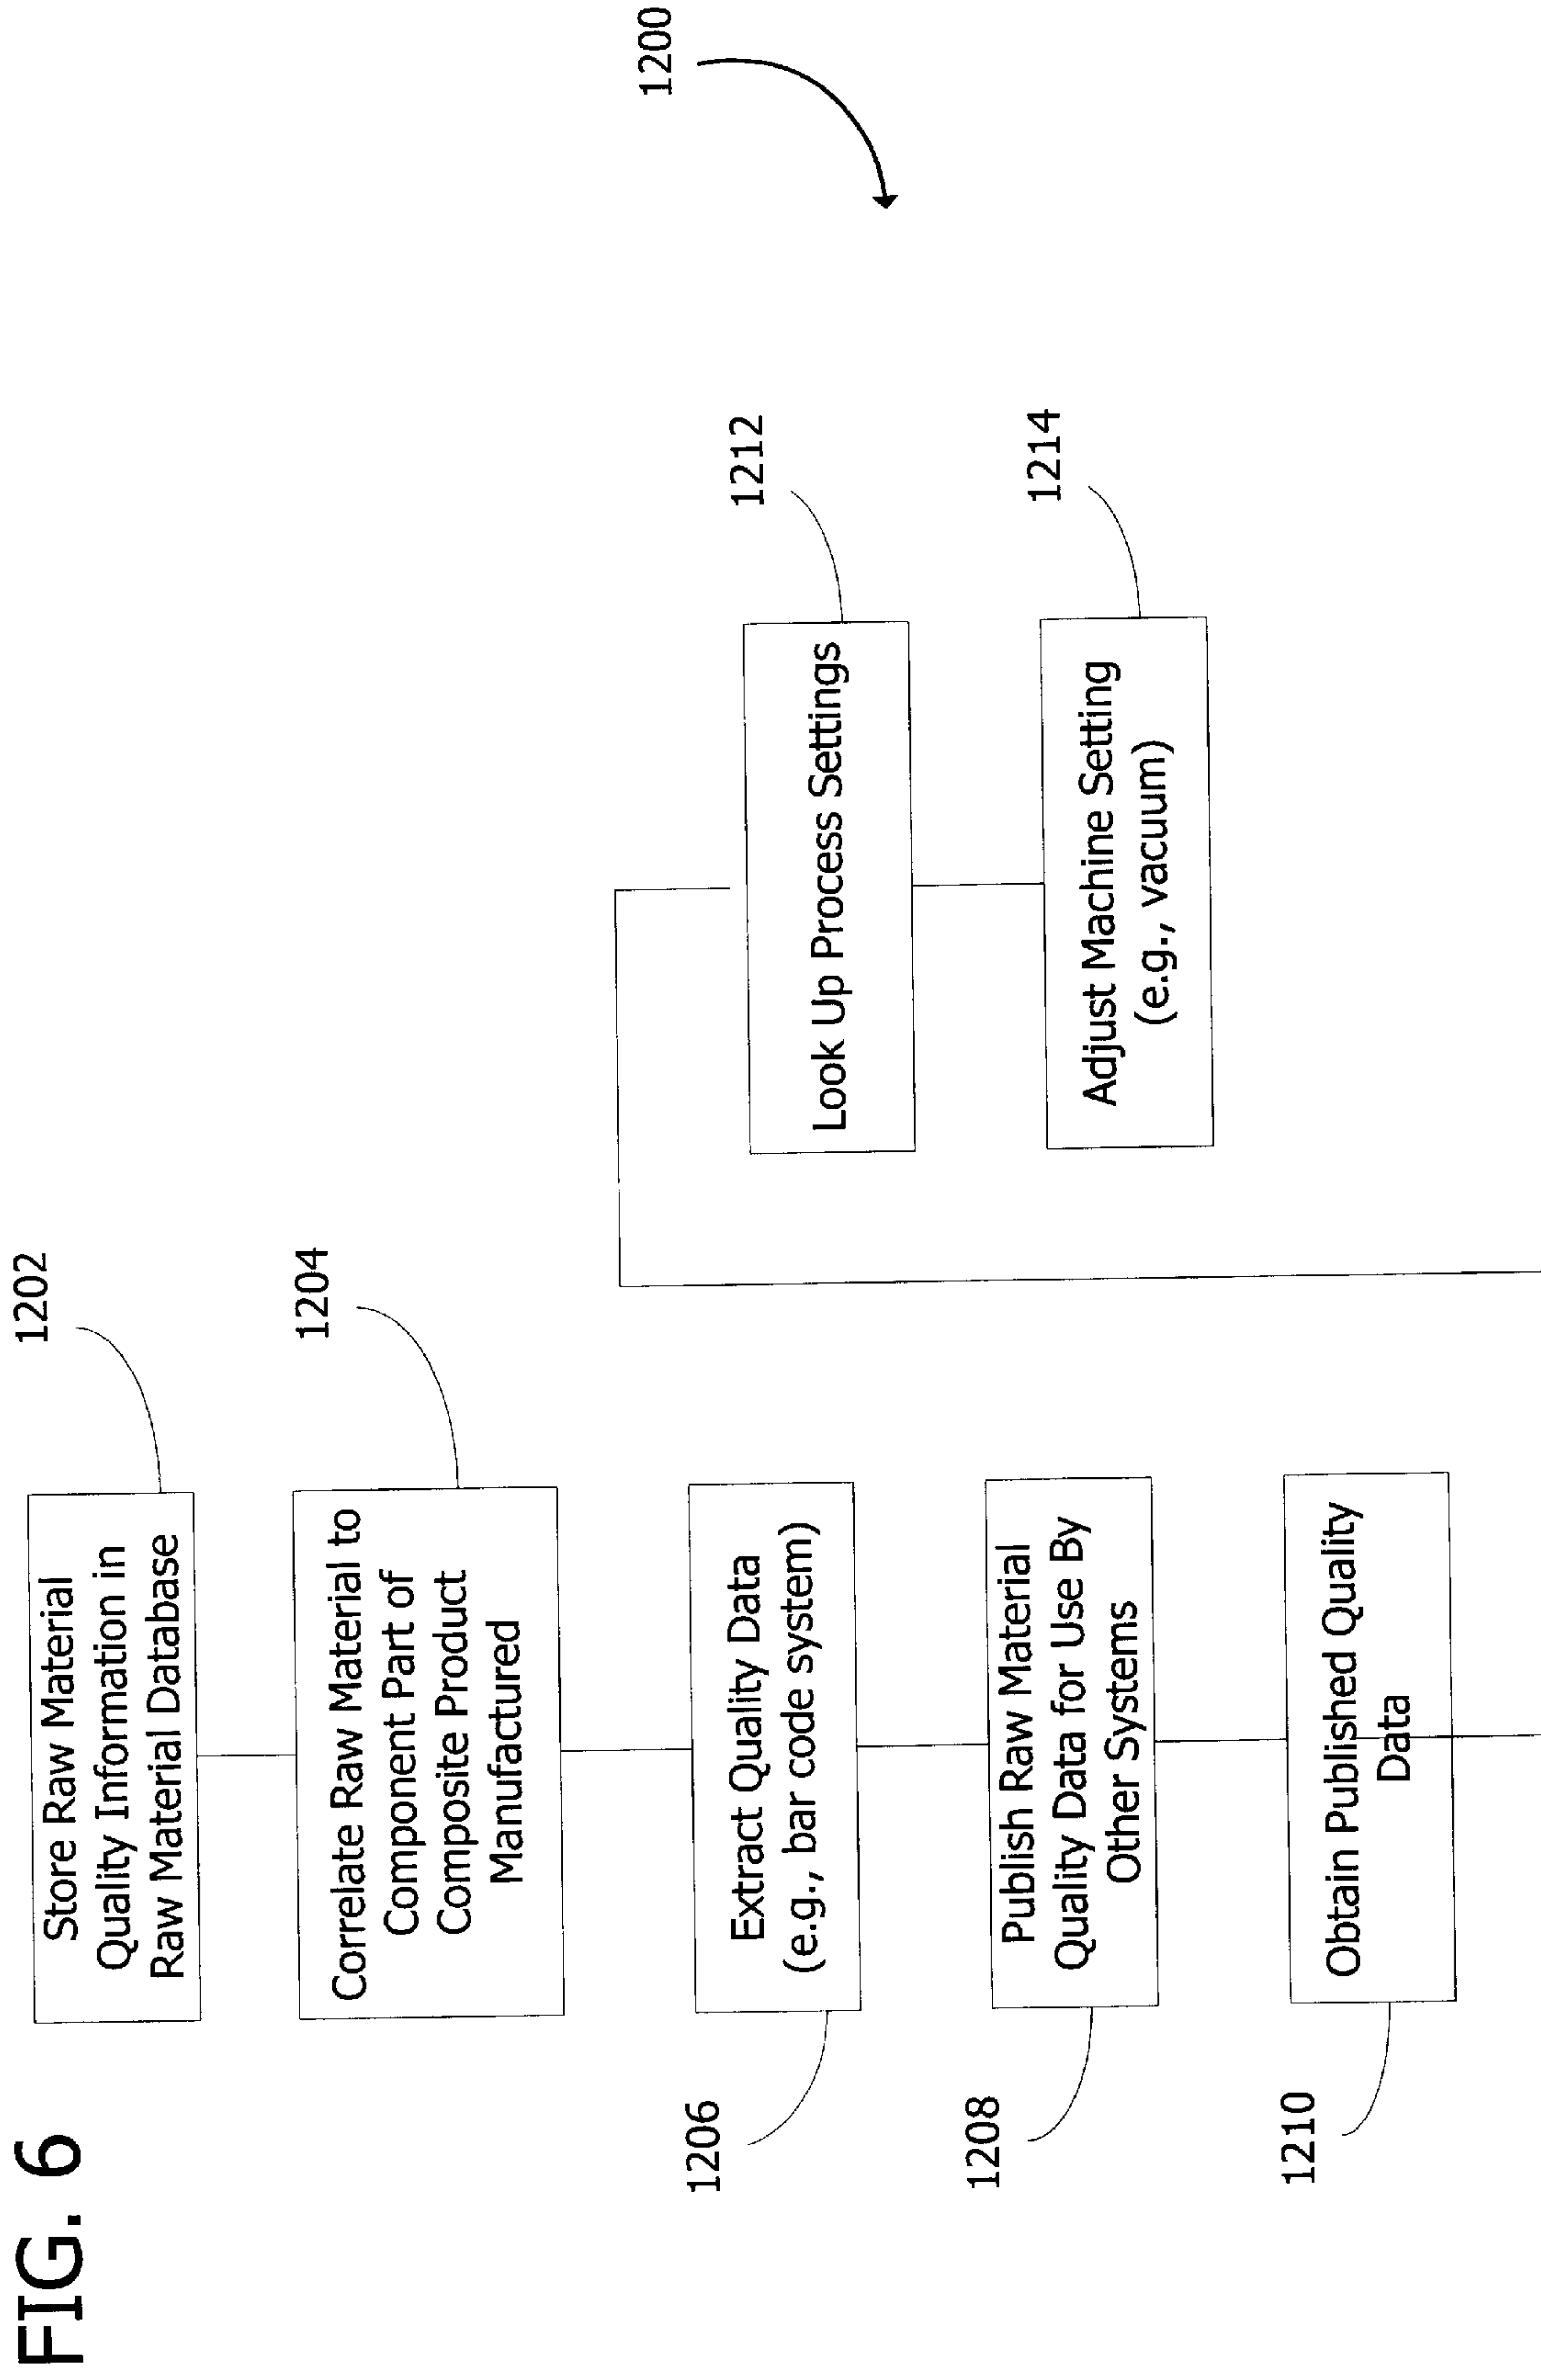 FIG. 6
1200
1202
Store Raw Material
Quality Information in
Raw Material Database
1204
Correlate Raw Material to
Component Part of
Composite Product
Manufactured
1206
Extract Quality Data
(e.g., bar code system)
1208
Publish Raw Material
Quality Data for Use By
Other Systems
1210
Obtain Published Quality
Data
1212
Look Up Process Settings
1214
Adjust Machine Setting
(e.g., vacuum)